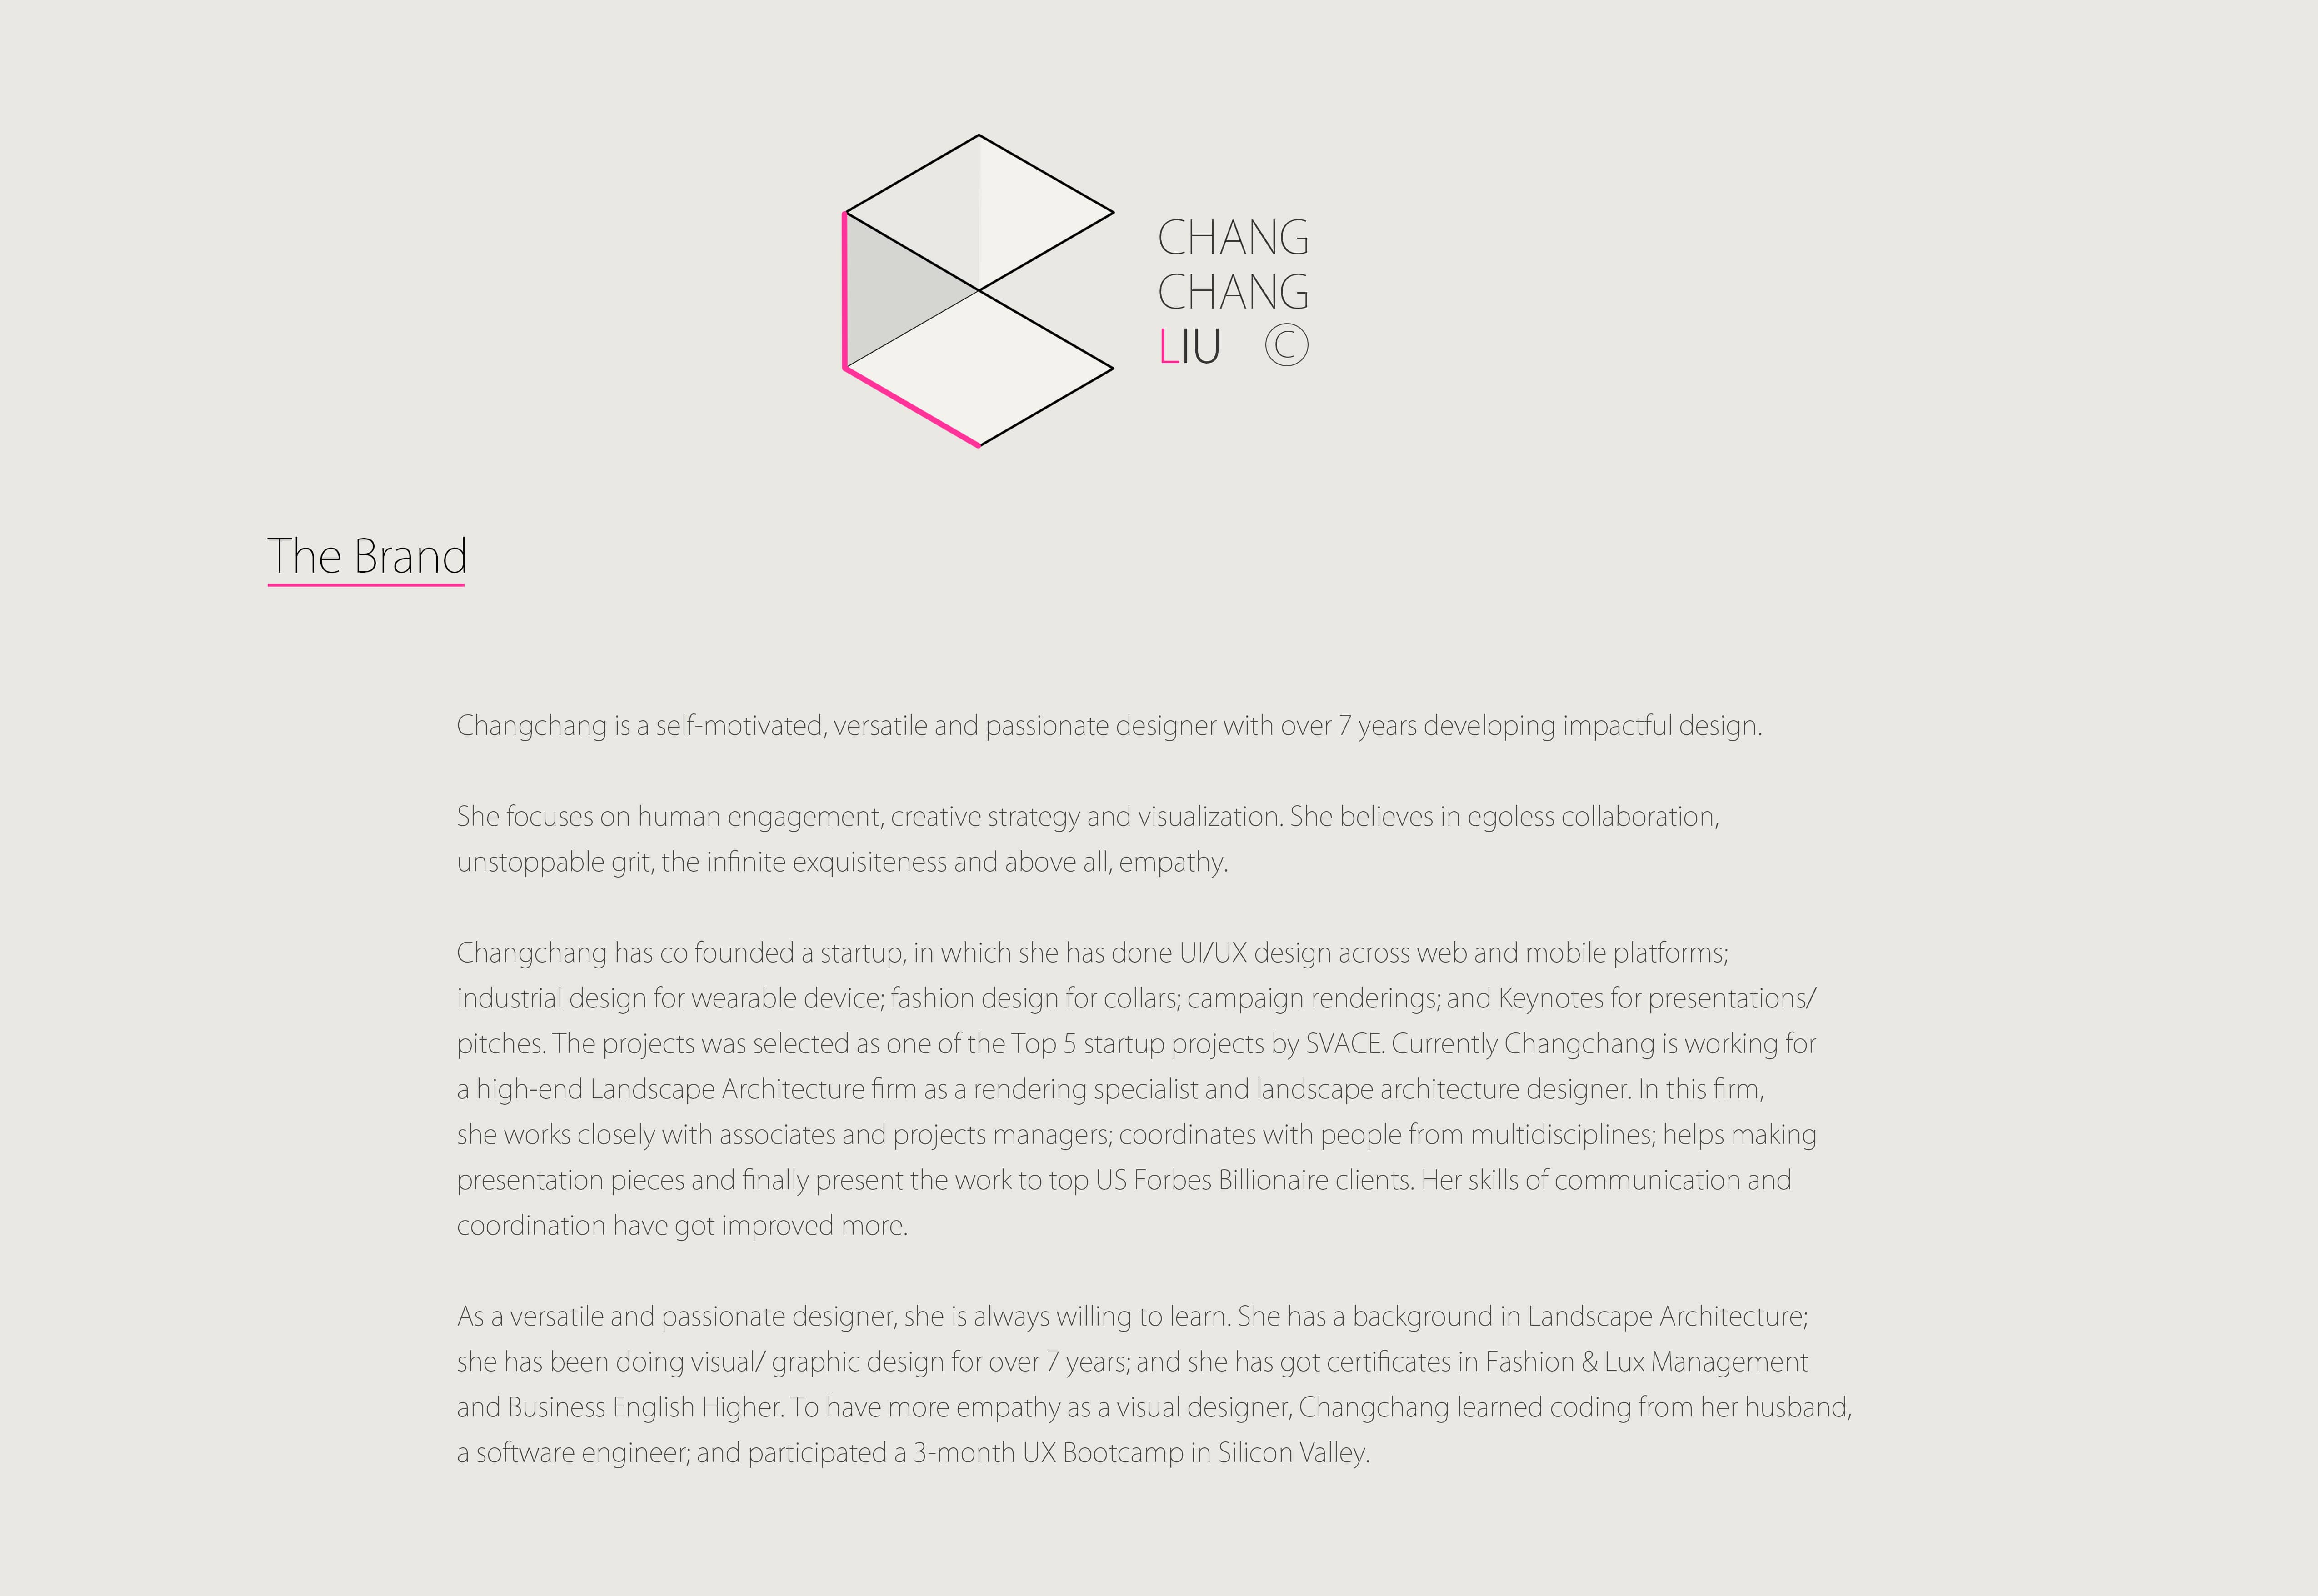 CHANG
CHANG
LIU ©
The Brand
Changchang is a self-motivated, versatile and passionate designer with over 7 years developing impactful design.
She focuses on human engagement, creative strategy and visualization. She believes in egoless collaboration,
unstoppable grit, the infinite exquisiteness and above all, empathy.
Changchang has co founded a startup, in which she has done UI/UX design across web and mobile platforms;
industrial design for wearable device; fashion design for collars; campaign renderings; and Keynotes for presentations/
pitches. The projects was selected as one of the Top 5 startup projects by SVACE. Currently Changchang is working for
a high-end Landscape Architecture firm as a rendering specialist and landscape architecture designer. In this firm,
she works closely with associates and projects managers; coordinates with people from multidisciplines; helps making
presentation pieces and finally present the work to top US Forbes Billionaire clients. Her skills of communication and
coordination have got improved more.
As a versatile and passionate designer, she is always willing to learn. She has a background in Landscape Architecture;
she has been doing visual/ graphic design for over 7 years; and she has got certificates in Fashion & Lux Management
and Business English Higher. To have more empathy as a visual designer, Changchang learned coding from her husband,
a software engineer; and participated a 3-month UX Bootcamp in Silicon Valley.